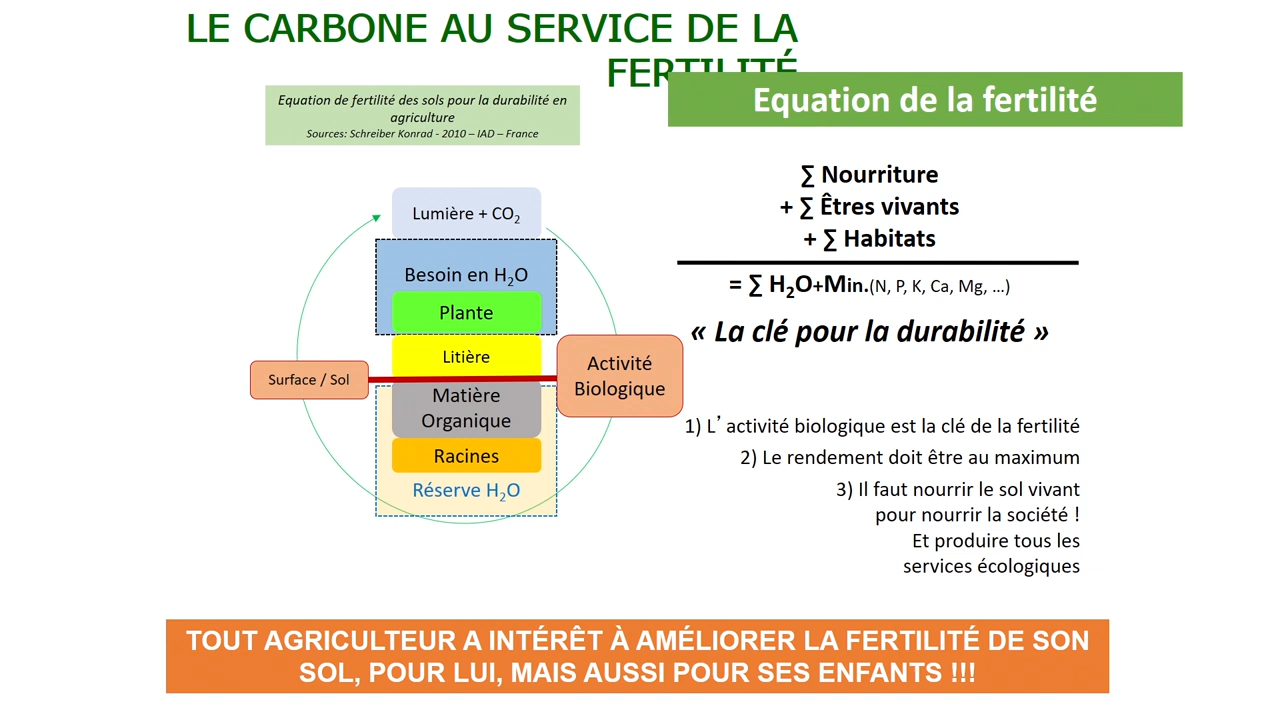 LE CARBONE AU SERVICE DE LA
FERTILITÉ
Equation de fertilité des sols pour la durabilité en
agriculture
Sources: Schreiber Konrad - 2010 – IAD – France
Equation de la fertilité
Lumière + CO₂
Besoin en H₂O
Plante
Litière
Surface / Sol
Activité
Biologique
Matière
Organique
Racines
Réserve H₂O
∑ Nourriture
+ ∑ Êtres vivants
+ ∑ Habitats
= ∑ H₂O+Min.(N, P, K, Ca, Mg, …)
« La clé pour la durabilité »
1) L’activité biologique est la clé de la fertilité
2) Le rendement doit être au maximum
3) Il faut nourrir le sol vivant
pour nourrir la société !
Et produire tous les
services écologiques
TOUT AGRICULTEUR A INTÉRÊT À AMÉLIORER LA FERTILITÉ DE SON
SOL, POUR LUI, MAIS AUSSI POUR SES ENFANTS !!!